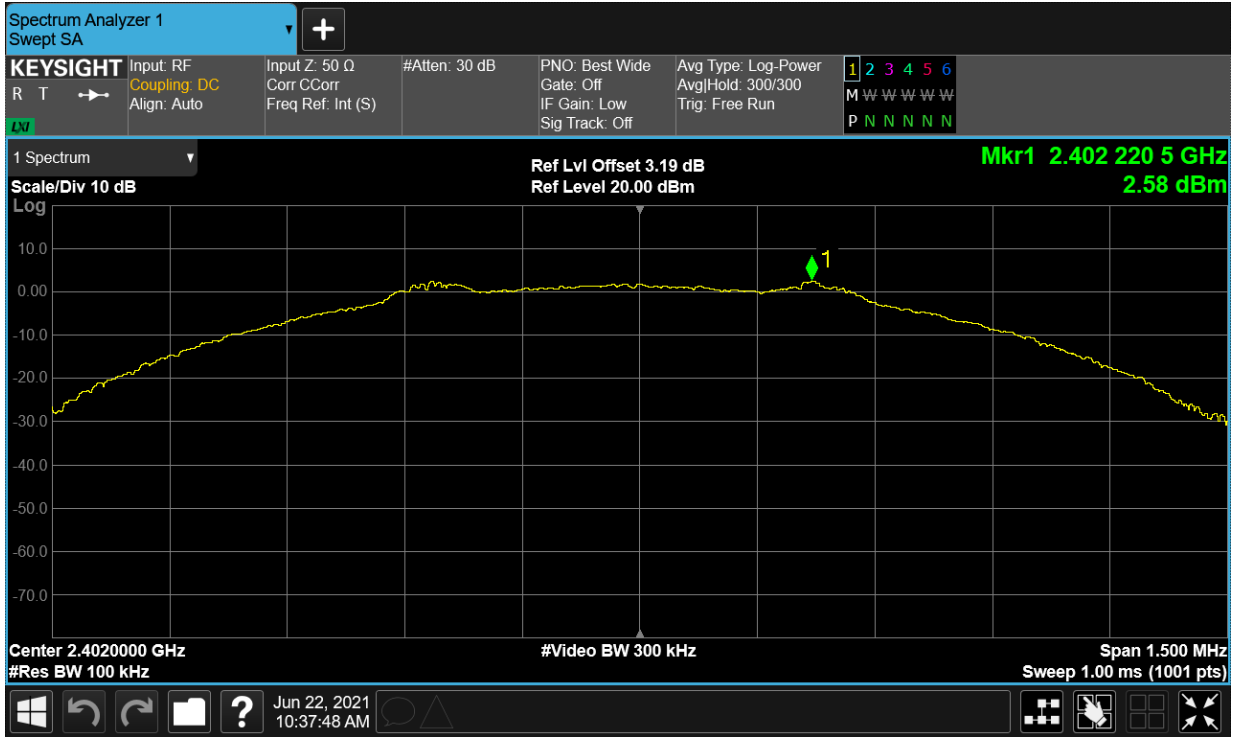 Spectrum Analyzer 1
Swept SA
▼
+
KEYSIGHT
R T
LXI
Input: RF
Coupling: DC
Align: Auto
Input Z: 50 Ω
Corr CCorr
Freq Ref: Int (S)
#Atten: 30 dB
PNO: Best Wide
Gate: Off
IF Gain: Low
Sig Track: Off
Avg Type: Log-Power
Avg|Hold: 300/300
Trig: Free Run
1 2 3 4 5 6
M W W W W W
P N N N N N
1 Spectrum ▼
Scale/Div 10 dB
Log
Ref Lvl Offset 3.19 dB
Ref Level 20.00 dBm
Mkr1 2.402 220 5 GHz
2.58 dBm
10.0
0.00
-10.0
-20.0
-30.0
-40.0
-50.0
-60.0
-70.0
1
Center 2.4020000 GHz
#Res BW 100 kHz
#Video BW 300 kHz
Span 1.500 MHz
Sweep 1.00 ms (1001 pts)
?
Jun 22, 2021
10:37:48 AM